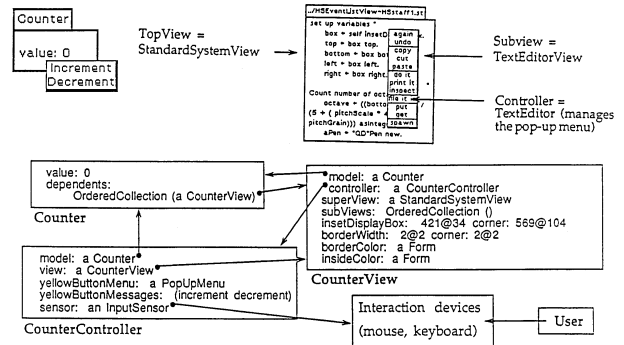 Counter
value: 0
Increment
Decrement
TopView =
StandardSystemView
../HSEventListView-HSstaff1.st
set up variables "
box ← self insetD
top ← box top.
bottom ← box bot
left ← box left.
right ← box right.
Count number of oct
octave ← ((botto /
(5 + ( pitchScale * 4
pitchGrain))) asInteg
aPen ← "QD"Pen new.
again
undo
copy
cut
paste
do it
print it
inspect
file it
put
get
spawn
Subview =
TextEditorView
Controller =
TextEditor (manages
the pop-up menu)
value: 0
dependents:
OrderedCollection (a CounterView)
Counter
model: a Counter
controller: a CounterController
superView: a StandardSystemView
subViews: OrderedCollection ()
insetDisplayBox: 421@34 corner: 569@104
borderWidth: 2@2 corner: 2@2
borderColor: a Form
insideColor: a Form
CounterView
model: a Counter
view: a CounterView
yellowButtonMenu: a PopUpMenu
yellowButtonMessages: (increment decrement)
sensor: an InputSensor
CounterController
Interaction devices
(mouse, keyboard)
User